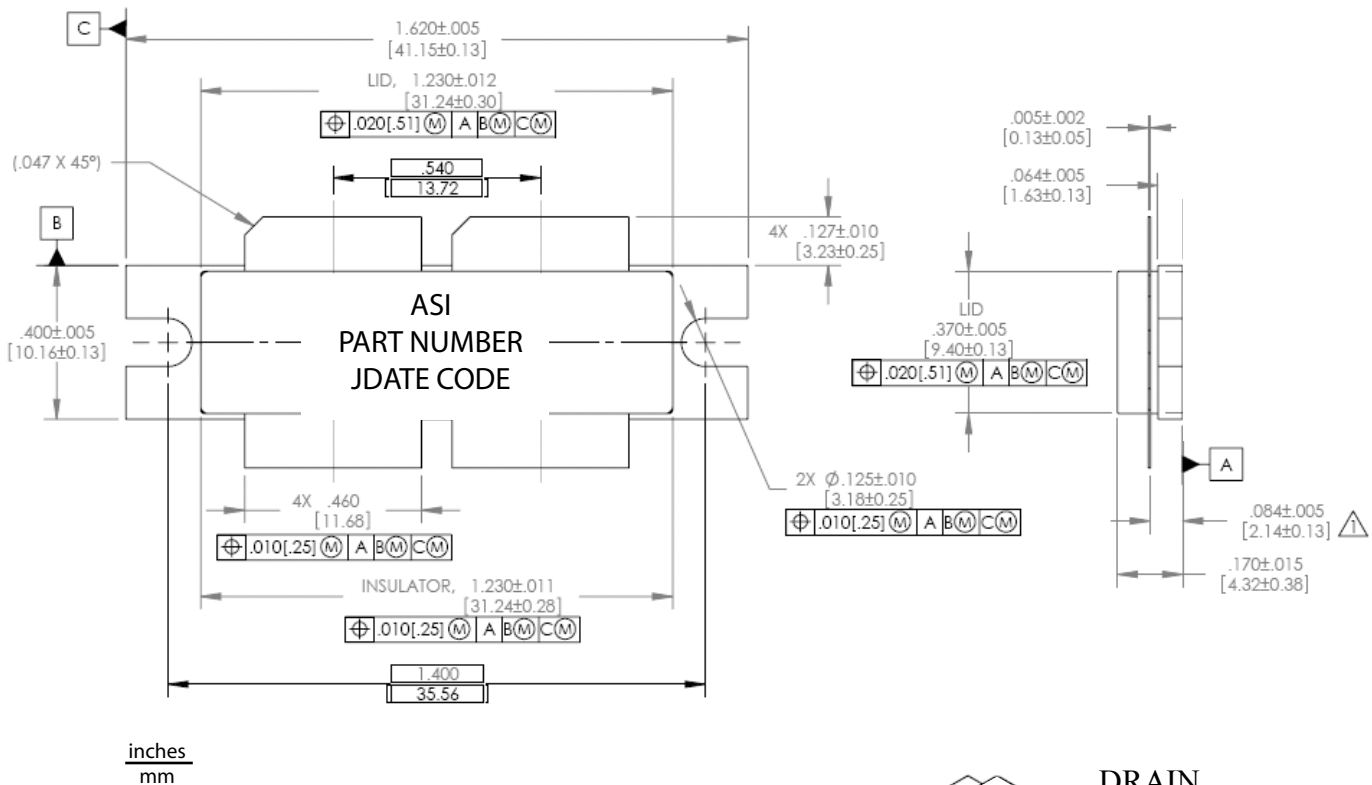 C
1.620±.005
[41.15±0.13]
LID, 1.230±.012
[31.24±0.30]
⌖ .020[.51] Ⓜ A BⓂ CⓂ
.005±.002
[0.13±0.05]
(.047 X 45°)
.540
[13.72]
.064±.005
[1.63±0.13]
B
4X .127±.010
[3.23±0.25]
.400±.005
[10.16±0.13]
ASI
PART NUMBER
JDATE CODE
LID
.370±.005
[9.40±0.13]
⌖ .020[.51] Ⓜ A BⓂ CⓂ
A
4X .460
[11.68]
⌖ .010[.25] Ⓜ A BⓂ CⓂ
2X Ø.125±.010
[3.18±0.25]
⌖ .010[.25] Ⓜ A BⓂ CⓂ
.084±.005
[2.14±0.13] 1
.170±.015
[4.32±0.38]
INSULATOR, 1.230±.011
[31.24±0.28]
⌖ .010[.25] Ⓜ A BⓂ CⓂ
1.400
[35.56]
inches
mm
DRAIN